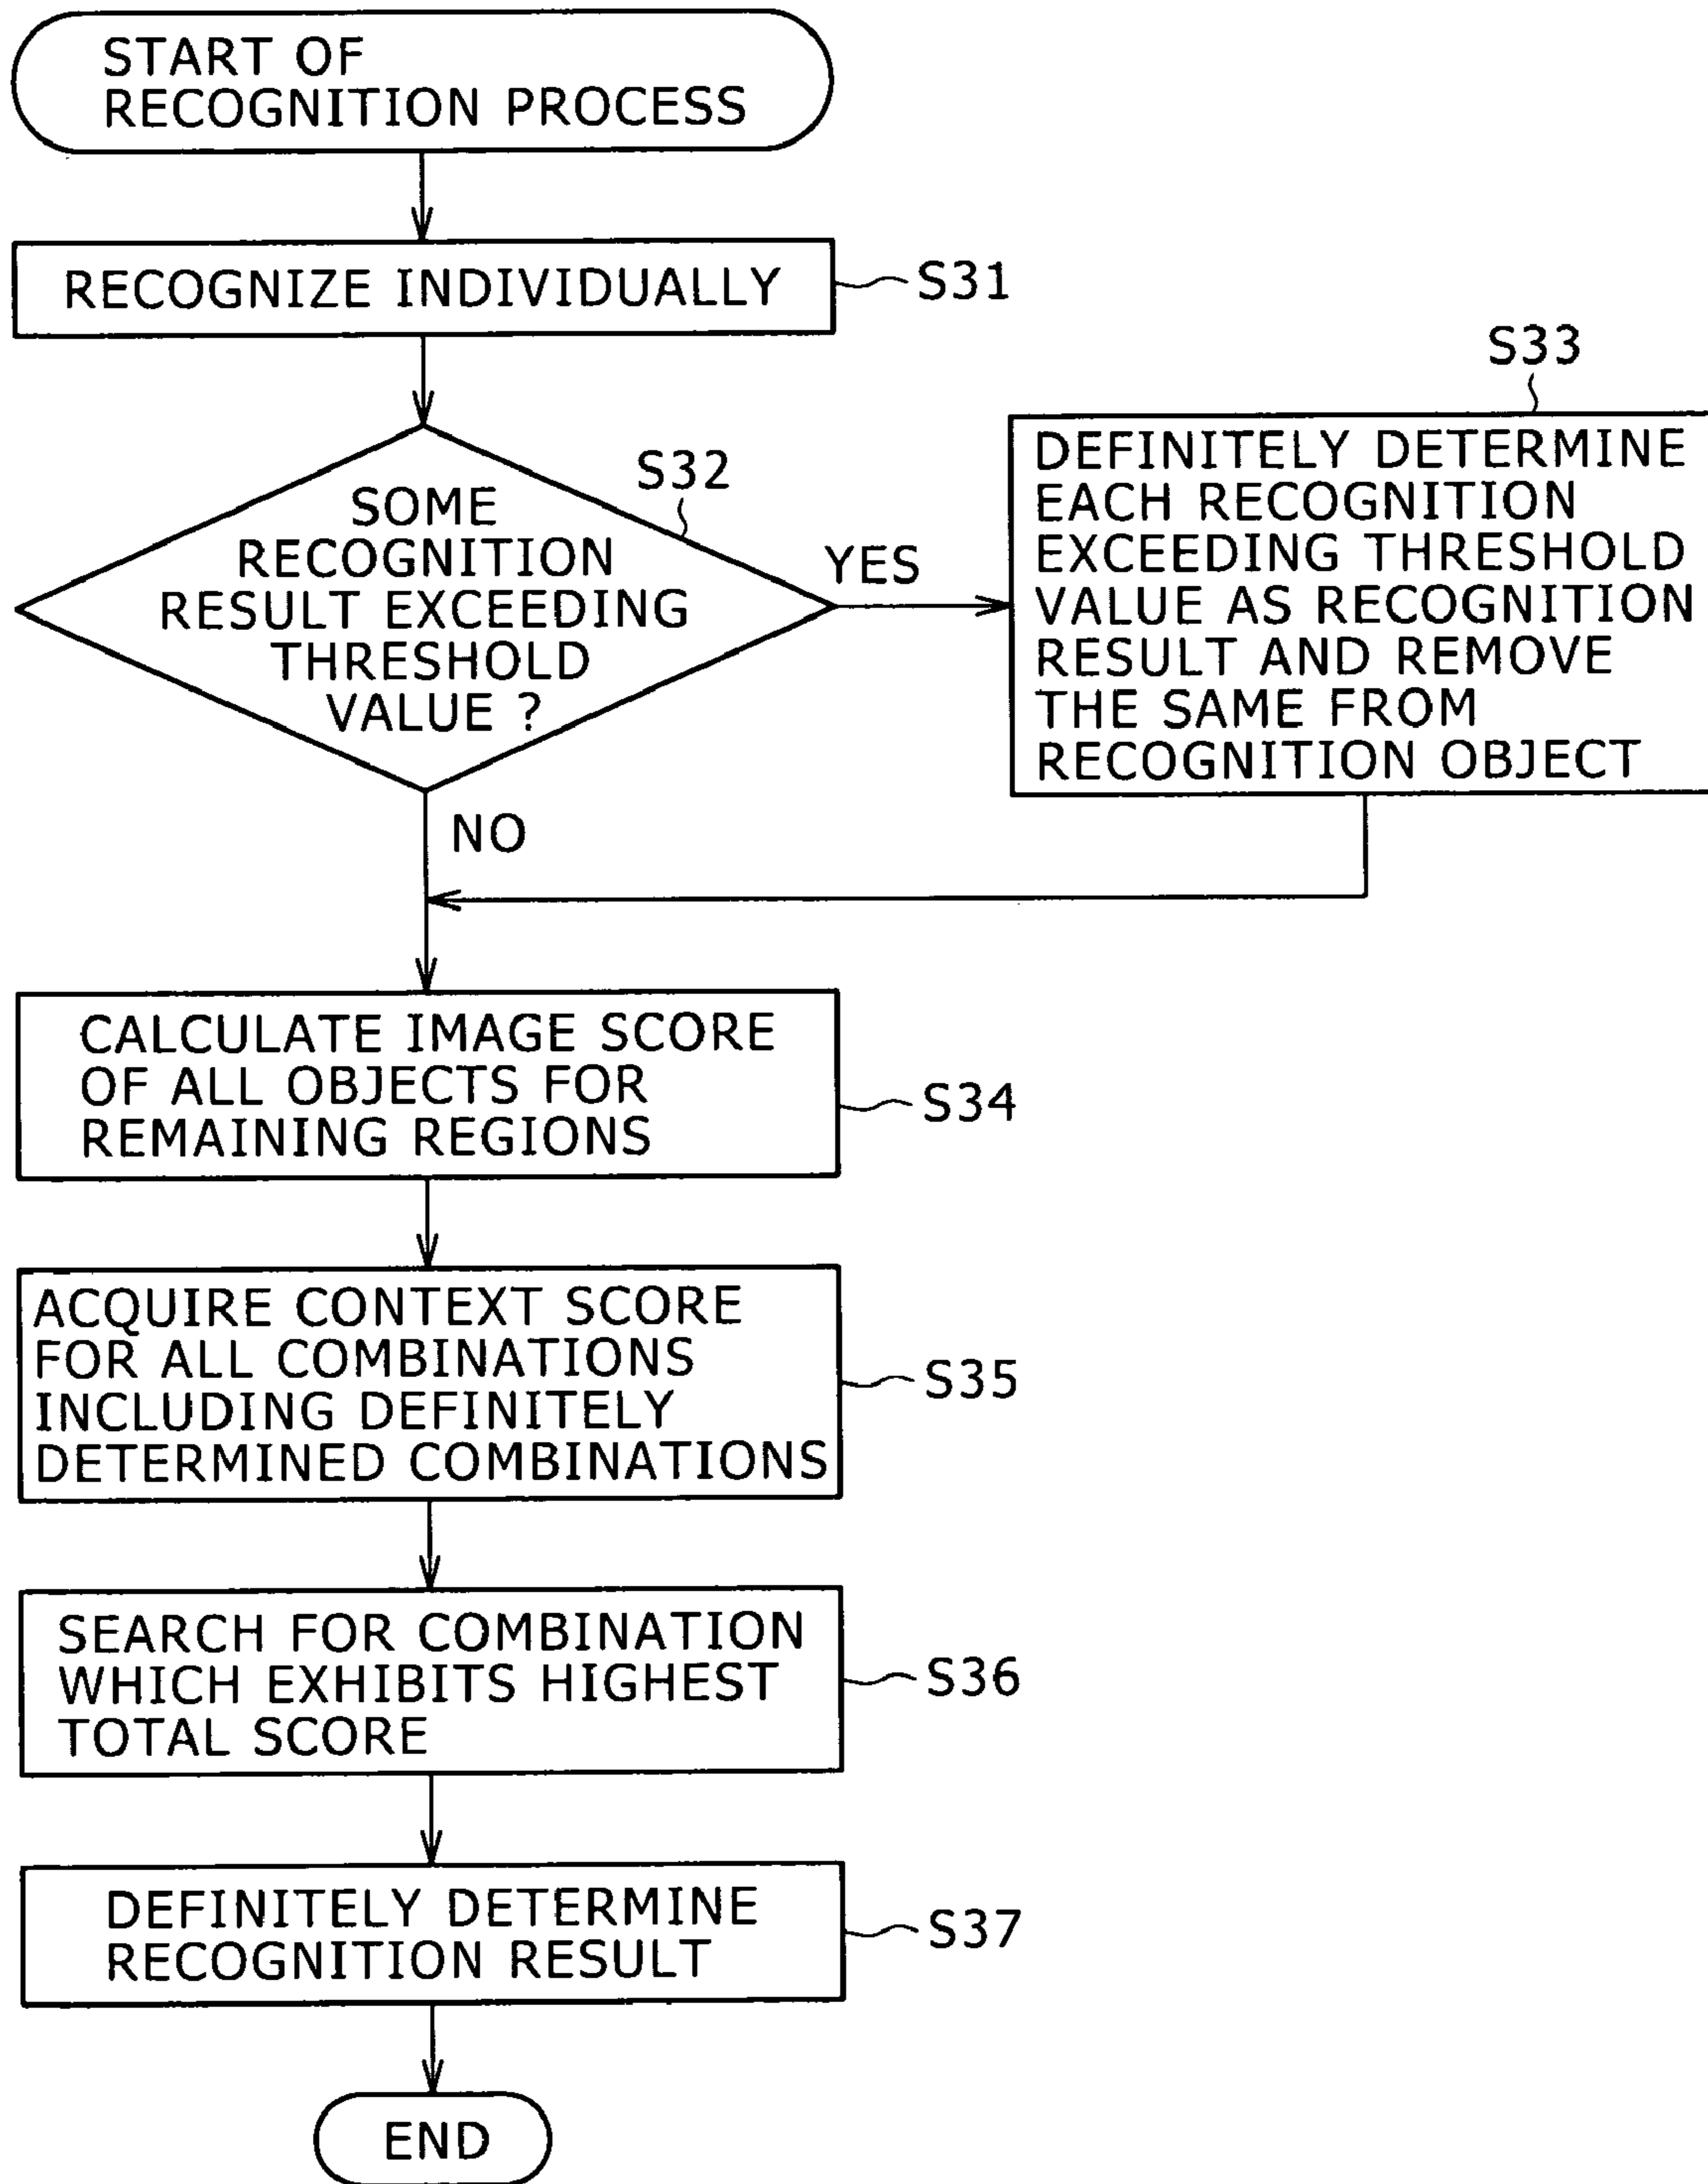 START OF
RECOGNITION PROCESS
RECOGNIZE INDIVIDUALLY
S31
S32
SOME
RECOGNITION
RESULT EXCEEDING
THRESHOLD
VALUE ?
YES
NO
S33
DEFINITELY DETERMINE
EACH RECOGNITION
EXCEEDING THRESHOLD
VALUE AS RECOGNITION
RESULT AND REMOVE
THE SAME FROM
RECOGNITION OBJECT
CALCULATE IMAGE SCORE
OF ALL OBJECTS FOR
REMAINING REGIONS
S34
ACQUIRE CONTEXT SCORE
FOR ALL COMBINATIONS
INCLUDING DEFINITELY
DETERMINED COMBINATIONS
S35
SEARCH FOR COMBINATION
WHICH EXHIBITS HIGHEST
TOTAL SCORE
S36
DEFINITELY DETERMINE
RECOGNITION RESULT
S37
END